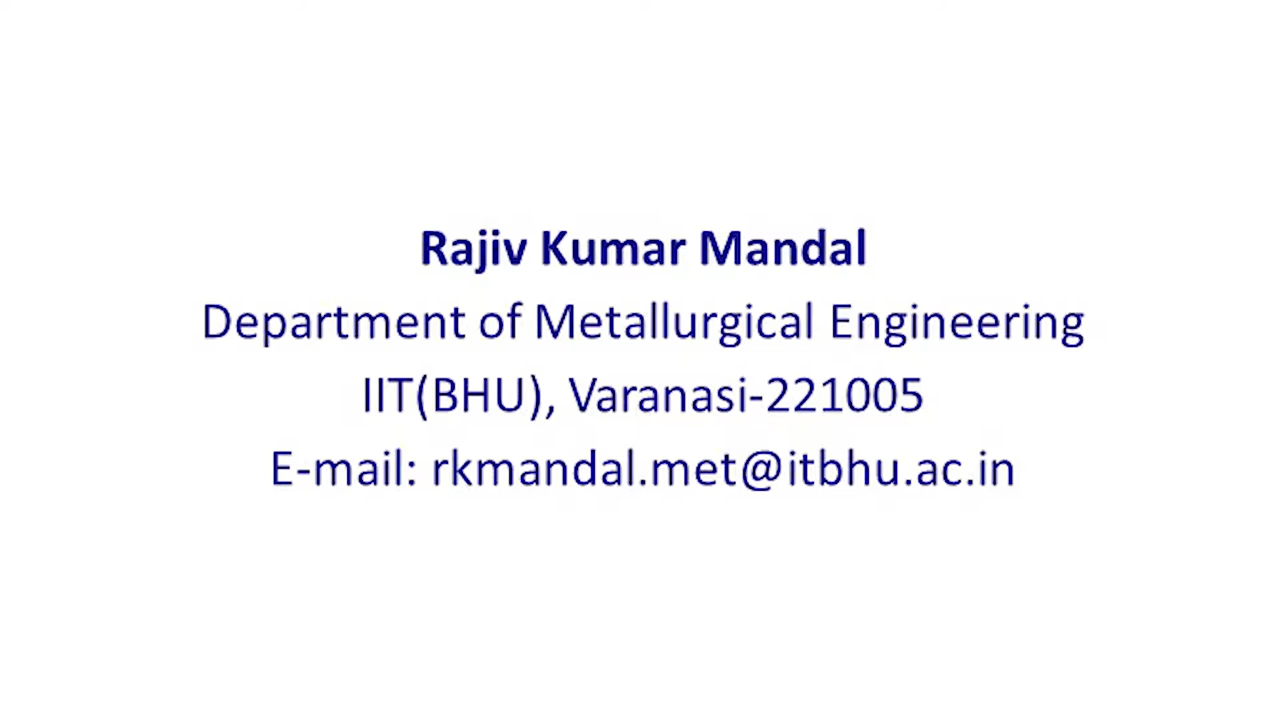 Rajiv Kumar Mandal
Department of Metallurgical Engineering
IIT(BHU), Varanasi-221005
E-mail: rkmandal.met@itbhu.ac.in